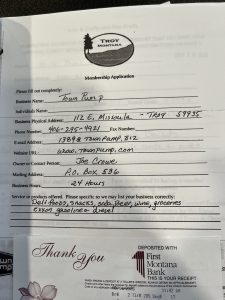 TROY
MONTANA
Membership Application
Please fill out completely:
Business Name: Town Pump
Individuals Name:
Business Physical Address: 112 E. Missoula - TROY 59935
Phone Number: 406-295-4921 Fax Number:
E-mail Address: 13898 TownPump.Biz
Website URL: www.TownPump.com
Owner or Contact Person: Joe Crowe
Mailing Address: P.O. Box 536
Business Hours: 24 Hours
Service or products offered. Please specific so we may list your business correctly:
Deli foods, snacks, soda, beer, wine, groceries
Exxon gasoline & diesel
Thank you
DEPOSITED WITH
First
Montana
Bank
THIS IS YOUR RECEIPT